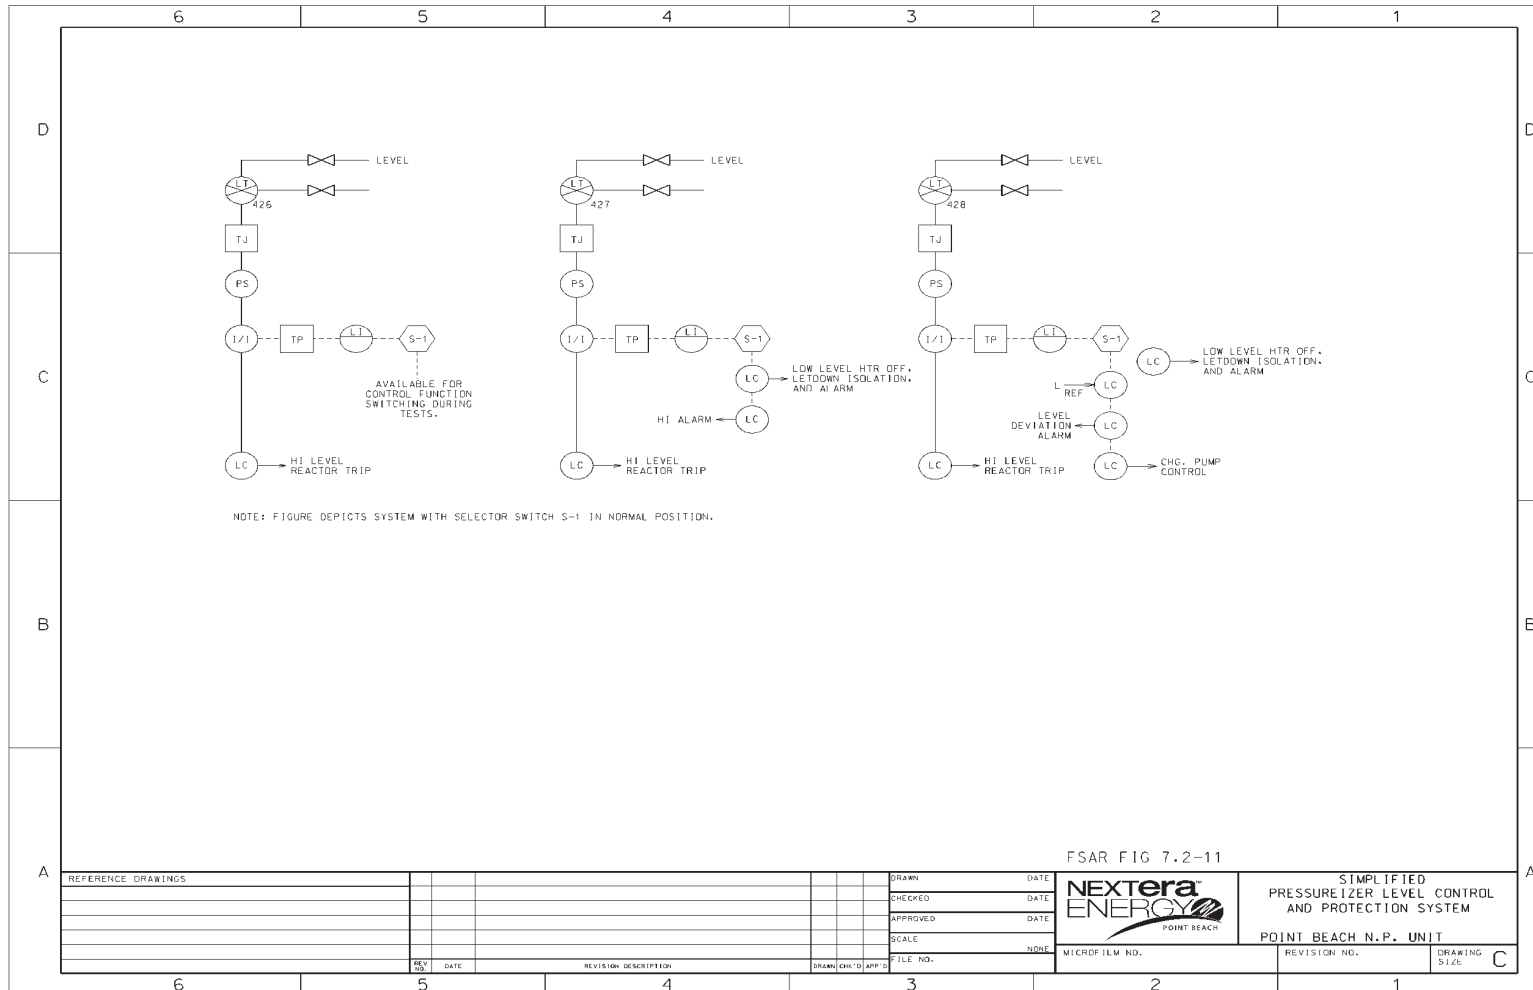 6 5 4 3 2 1
D D
LEVEL LEVEL LEVEL
LT LT LT
426 427 428
TJ TJ TJ
PS PS PS
C C
I/I TP LI S-1
AVAILABLE FOR
CONTROL FUNCTION
SWITCHING DURING
TESTS.
LC HI LEVEL
REACTOR TRIP
I/I TP LI S-1
LC LOW LEVEL HTR OFF.
LETDOWN ISOLATION.
AND ALARM
HI ALARM LC
LC HI LEVEL
REACTOR TRIP
I/I TP LI S-1
LC LOW LEVEL HTR OFF.
LETDOWN ISOLATION.
AND ALARM
L
REF LC
LEVEL
DEVIATION LC
ALARM
LC CHG. PUMP
CONTROL
LC HI LEVEL
REACTOR TRIP
NOTE: FIGURE DEPICTS SYSTEM WITH SELECTOR SWITCH S-1 IN NORMAL POSITION.
B B
FSAR FIG 7.2-11
A A
REFERENCE DRAWINGS
REV NO. DATE REVISION DESCRIPTION DRAWN CHK'D APP'D
DRAWN DATE
CHECKED DATE
APPROVED DATE
SCALE NONE
FILE NO.
NEXTera™
ENERGY
POINT BEACH
SIMPLIFIED
PRESSUREIZER LEVEL CONTROL
AND PROTECTION SYSTEM
POINT BEACH N.P. UNIT
MICROFILM NO. REVISION NO. DRAWING
SIZE C
6 5 4 3 2 1